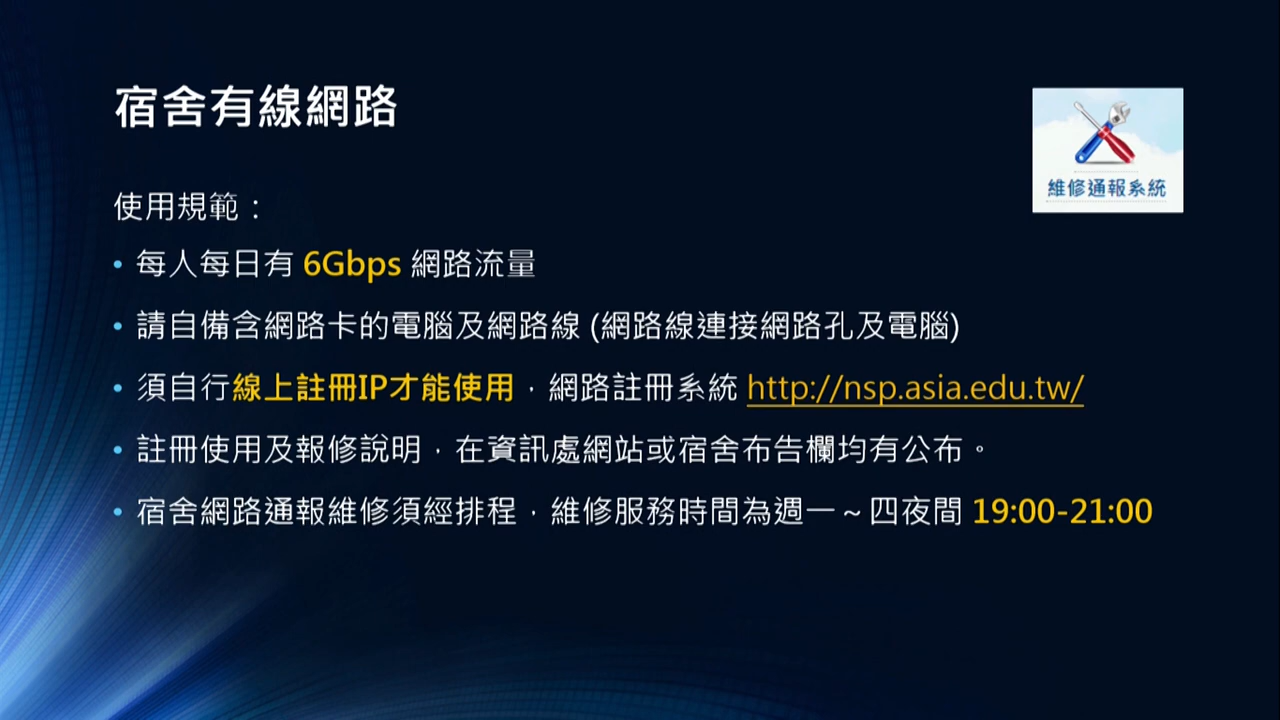 宿舍有線網路
維修通報系統
使用規範：
• 每人每日有 6Gbps 網路流量
• 請自備含網路卡的電腦及網路線 (網路線連接網路孔及電腦)
• 須自行線上註冊IP才能使用，網路註冊系統 http://nsp.asia.edu.tw/
• 註冊使用及報修說明，在資訊處網站或宿舍布告欄均有公布。
• 宿舍網路通報維修須經排程，維修服務時間為週一～四夜間 19:00-21:00